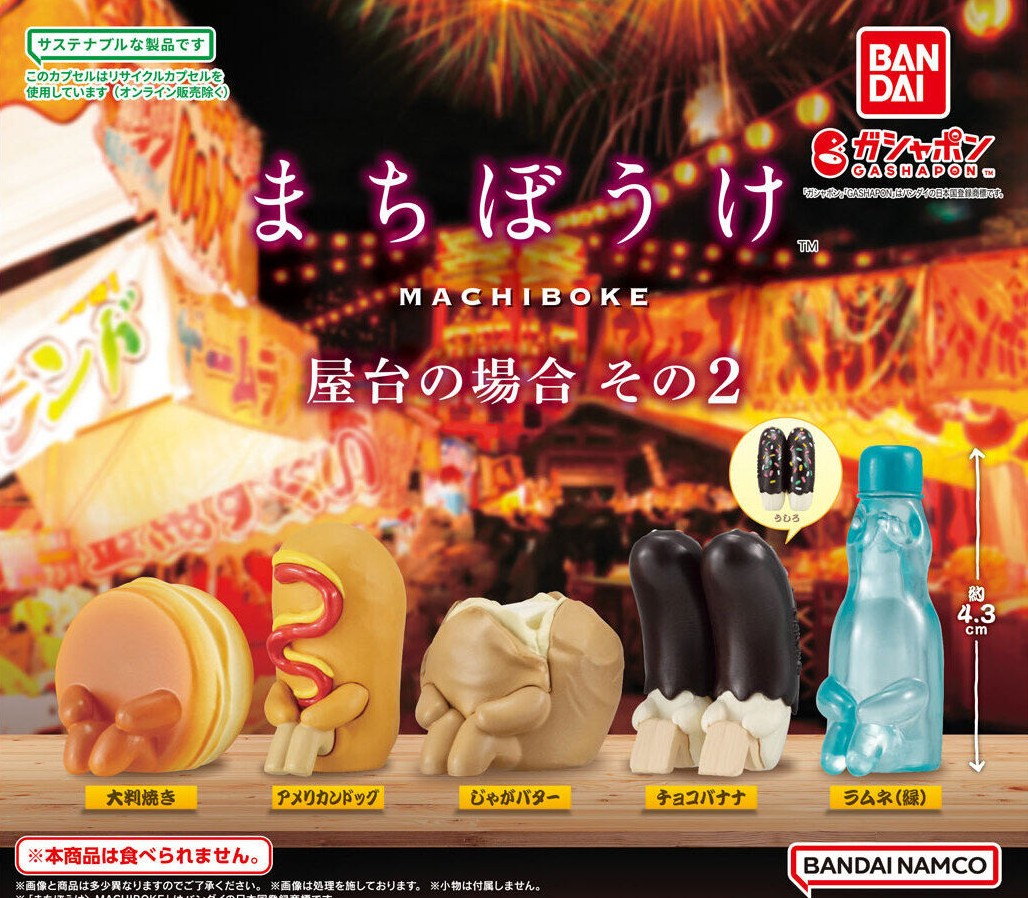 サステナブルな製品です
このカプセルはリサイクルカプセルを
使用しています（オンライン販売除く）
BAN
DAI
ガシャポン
GASHAPON™
「ガシャポン」「GASHAPON」はバンダイの日本国登録商標です。
まちぼうけ™
MACHIBOKE
屋台の場合 その2
うしろ
約
4.3
cm
大判焼き
アメリカンドッグ
じゃがバター
チョコバナナ
ラムネ(緑)
※本商品は食べられません。
BANDAI NAMCO
※画像と商品は多少異なりますのでご了承ください。 ※画像は処理を施しております。 ※小物は付属しません。